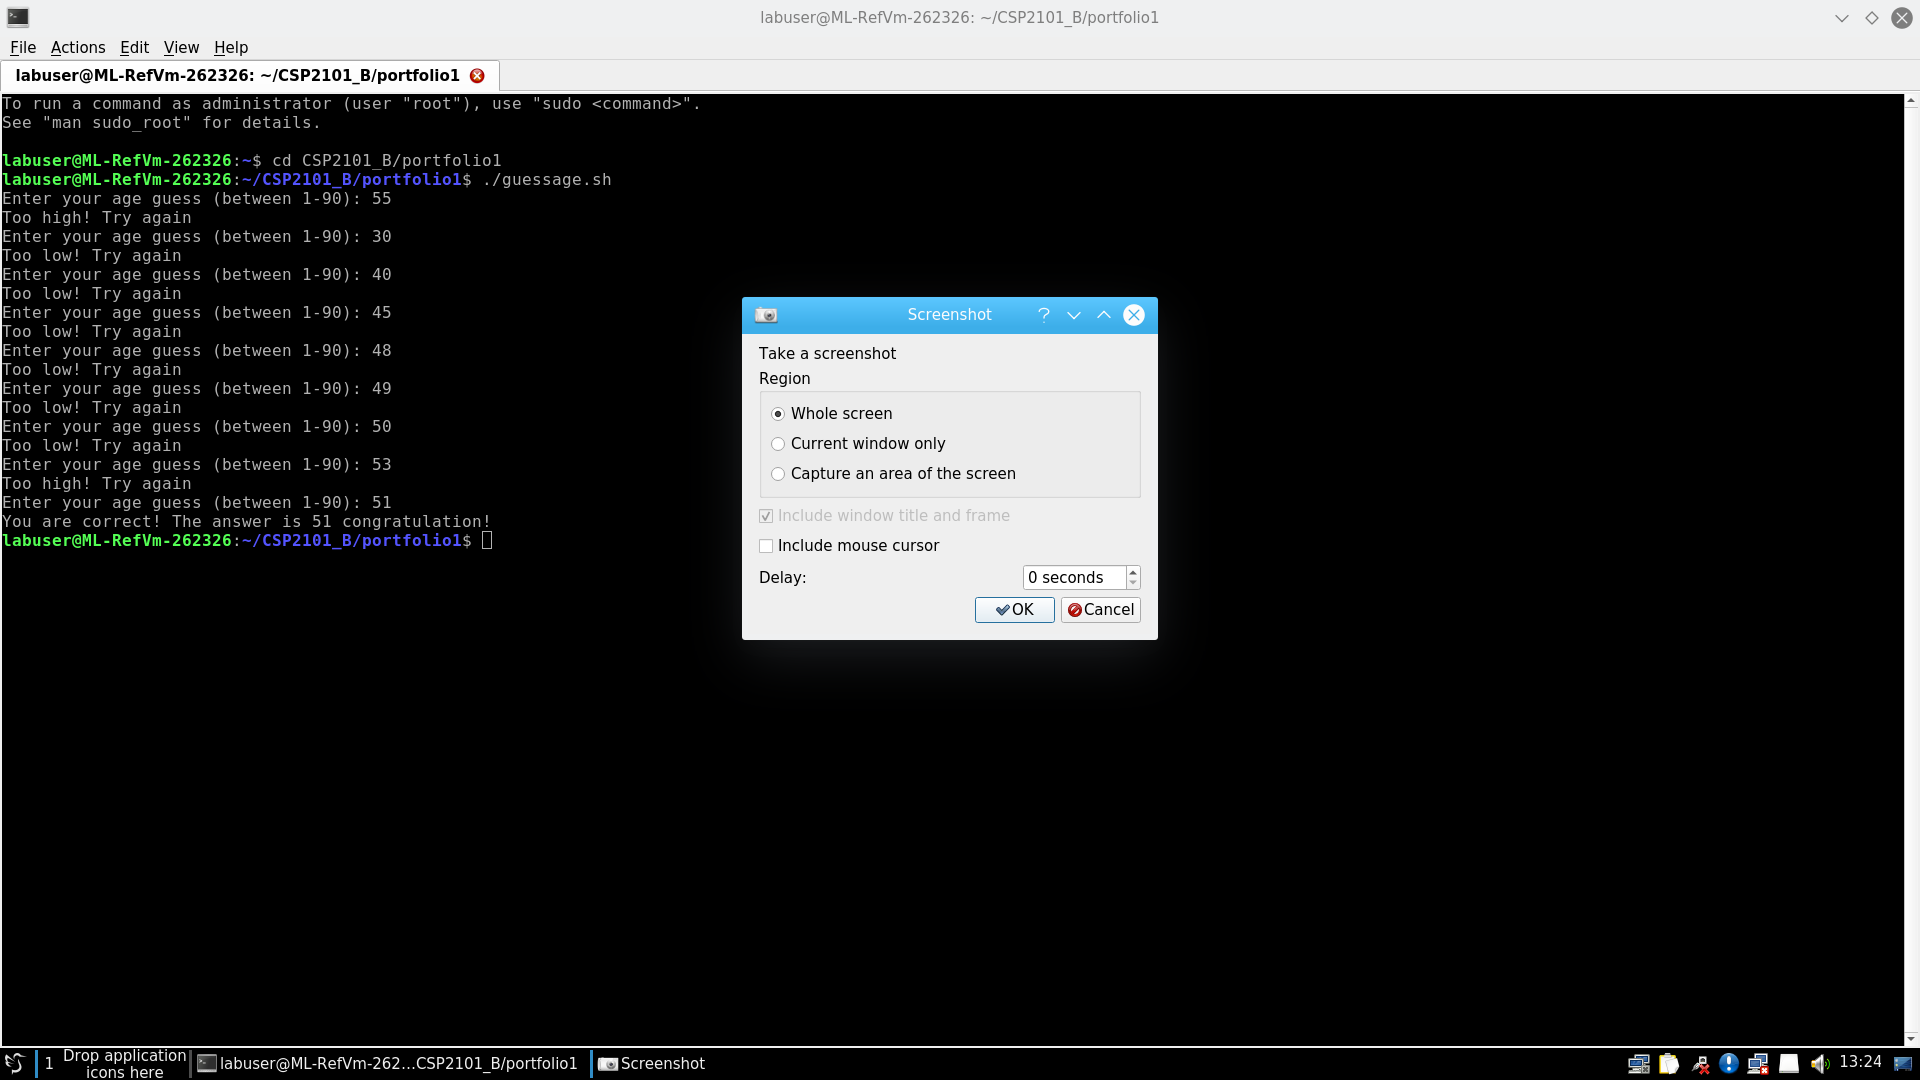 labuser@ML-RefVm-262326: ~/CSP2101_B/portfolio1
File Actions Edit View Help
labuser@ML-RefVm-262326: ~/CSP2101_B/portfolio1
To run a command as administrator (user "root"), use "sudo <command>".
See "man sudo_root" for details.
labuser@ML-RefVm-262326:~$ cd CSP2101_B/portfolio1
labuser@ML-RefVm-262326:~/CSP2101_B/portfolio1$ ./guessage.sh
Enter your age guess (between 1-90): 55
Too high! Try again
Enter your age guess (between 1-90): 30
Too low! Try again
Enter your age guess (between 1-90): 40
Too low! Try again
Enter your age guess (between 1-90): 45
Too low! Try again
Enter your age guess (between 1-90): 48
Too low! Try again
Enter your age guess (between 1-90): 49
Too low! Try again
Enter your age guess (between 1-90): 50
Too low! Try again
Enter your age guess (between 1-90): 53
Too high! Try again
Enter your age guess (between 1-90): 51
You are correct! The answer is 51 congratulation!
labuser@ML-RefVm-262326:~/CSP2101_B/portfolio1$
Screenshot
Take a screenshot
Region
Whole screen
Current window only
Capture an area of the screen
Include window title and frame
Include mouse cursor
Delay: 0 seconds
OK Cancel
1
Drop application
icons here
labuser@ML-RefVm-262...CSP2101_B/portfolio1
Screenshot
13:24